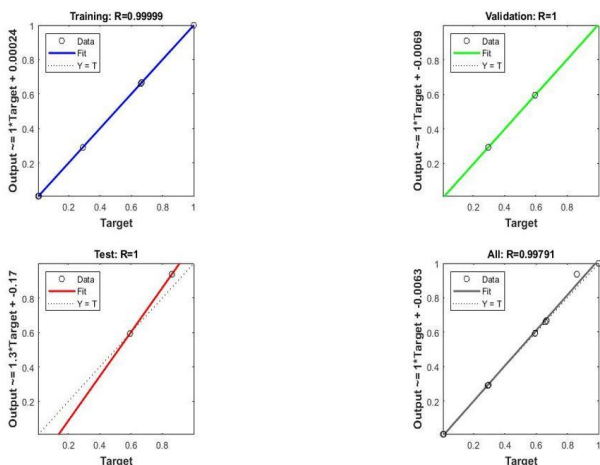 Training: R=0.99999
Output ~= 1*Target + 0.00024
1
0.8
0.6
0.4
0.2
Data
Fit
Y = T
0.2 0.4 0.6 0.8 1
Target
Validation: R=1
Output ~= 1*Target + -0.0069
1
0.8
0.6
0.4
0.2
Data
Fit
Y = T
0.2 0.4 0.6 0.8
Target
Test: R=1
Output ~= 1.3*Target + -0.17
1
0.8
0.6
0.4
0.2
Data
Fit
Y = T
0.2 0.4 0.6 0.8 1
Target
All: R=0.99791
Output ~= 1*Target + -0.0063
1
0.8
0.6
0.4
0.2
Data
Fit
Y = T
0.2 0.4 0.6 0.8 1
Target